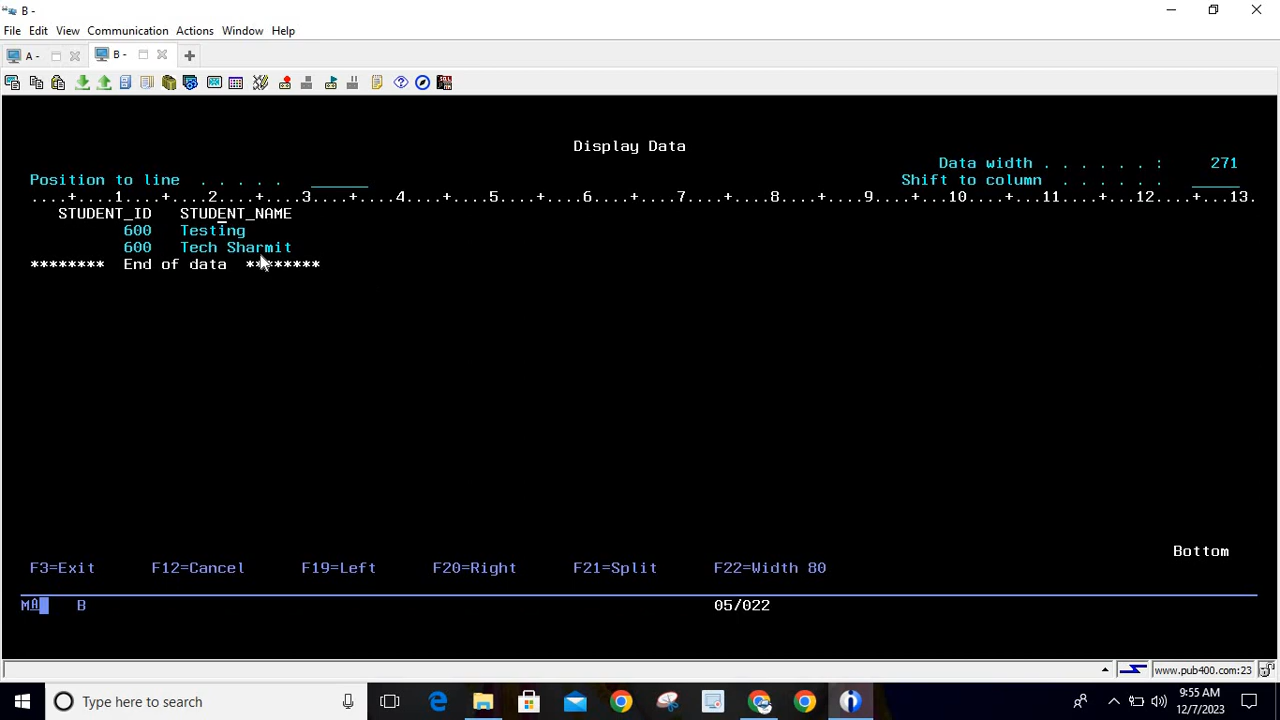 B -
File Edit View Communication Actions Window Help
A - B -
Display Data
Data width . . . . . . : 271
Position to line . . . . . Shift to column . . . . . .
....+....1....+....2....+....3....+....4....+....5....+....6....+....7....+....8....+....9....+...10....+...11....+...12....+...13.
STUDENT_ID STUDENT_NAME
600 Testing
600 Tech Sharmit
******** End of data ********
Bottom
F3=Exit F12=Cancel F19=Left F20=Right F21=Split F22=Width 80
MA B 05/022
www.pub400.com:23
Type here to search
9:55 AM
12/7/2023